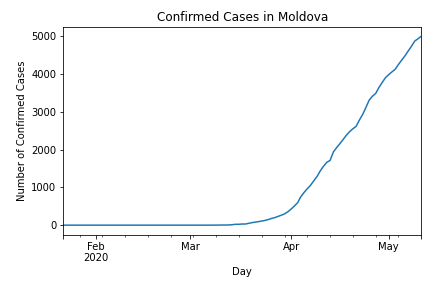 Confirmed Cases in Moldova
5000
4000
3000
2000
1000
0
Number of Confirmed Cases
Feb
2020
Mar
Apr
May
Day